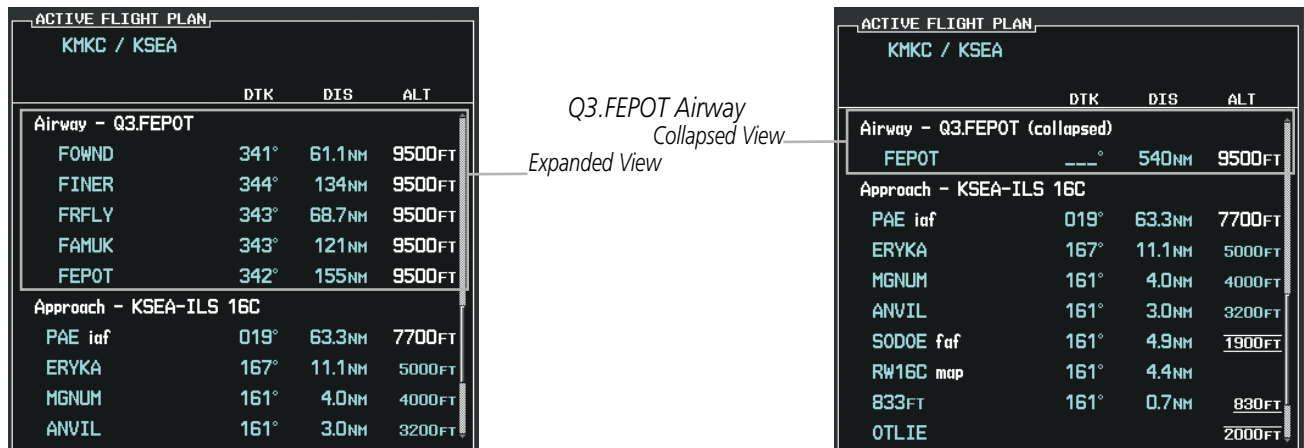 ACTIVE FLIGHT PLAN
KMKC / KSEA
DTK DIS ALT
Airway - Q3.FEPOT
FOWND 341° 61.1NM 9500FT
FINER 344° 134NM 9500FT
FRFLY 343° 68.7NM 9500FT
FAMUK 343° 121NM 9500FT
FEPOT 342° 155NM 9500FT
Approach - KSEA-ILS 16C
PAE iaf 019° 63.3NM 7700FT
ERYKA 167° 11.1NM 5000FT
MGNUM 161° 4.0NM 4000FT
ANVIL 161° 3.0NM 3200FT
Q3.FEPOT Airway
Collapsed View
Expanded View
ACTIVE FLIGHT PLAN
KMKC / KSEA
DTK DIS ALT
Airway - Q3.FEPOT (collapsed)
FEPOT ___° 540NM 9500FT
Approach - KSEA-ILS 16C
PAE iaf 019° 63.3NM 7700FT
ERYKA 167° 11.1NM 5000FT
MGNUM 161° 4.0NM 4000FT
ANVIL 161° 3.0NM 3200FT
SODOE faf 161° 4.9NM 1900FT
RW16C map 161° 4.4NM
833FT 161° 0.7NM 830FT
OTLIE 2000FT